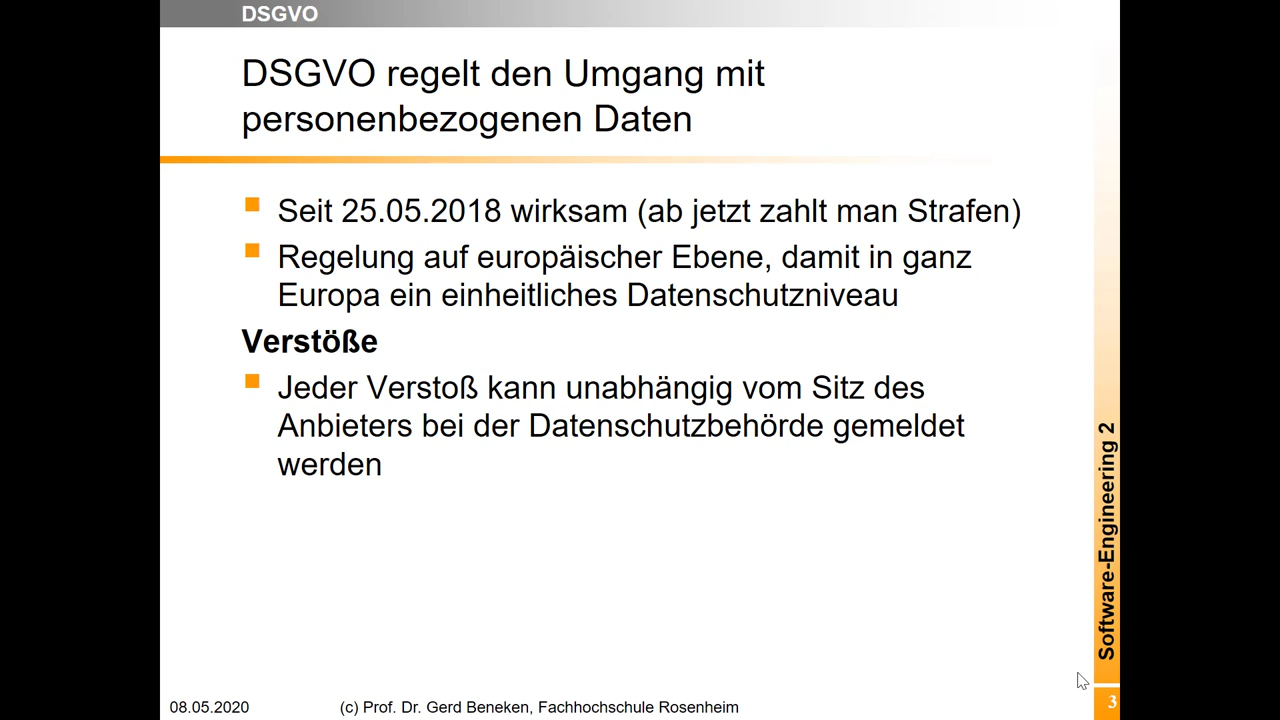 DSGVO
DSGVO regelt den Umgang mit
personenbezogenen Daten
Seit 25.05.2018 wirksam (ab jetzt zahlt man Strafen)
Regelung auf europäischer Ebene, damit in ganz
Europa ein einheitliches Datenschutzniveau
Verstöße
Jeder Verstoß kann unabhängig vom Sitz des
Anbieters bei der Datenschutzbehörde gemeldet
werden
Software-Engineering 2
08.05.2020
(c) Prof. Dr. Gerd Beneken, Fachhochschule Rosenheim
3